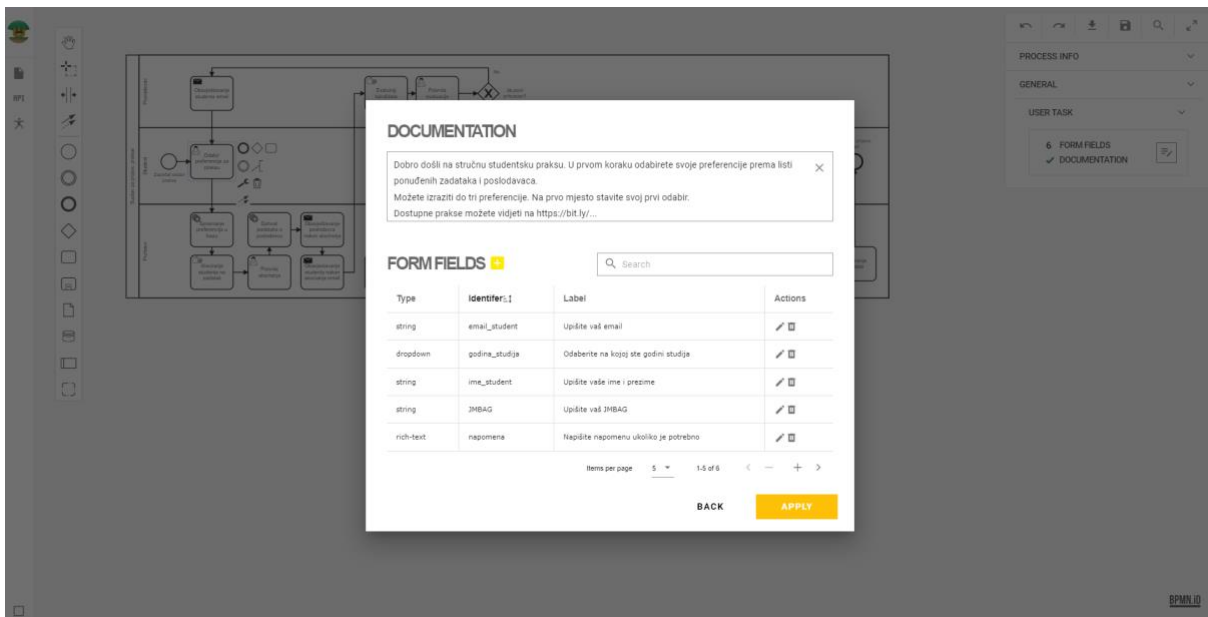 PROCESS INFO
GENERAL
USER TASK
6 FORM FIELDS
DOCUMENTATION
DOCUMENTATION
Dobro došli na stručnu studentsku praksu. U prvom koraku odabirete svoje preferencije prema listi
ponuđenih zadataka i poslodavaca.
Možete izraziti do tri preferencije. Na prvo mjesto stavite svoj prvi odabir.
Dostupne prakse možete vidjeti na https://bit.ly/...
FORM FIELDS
Search
Type Identifer Label Actions
string email_student Upišite vaš email
dropdown godina_studija Odaberite na kojoj ste godini studija
string ime_student Upišite vaše ime i prezime
string JMBAG Upišite vaš JMBAG
rich-text napomena Napišite napomenu ukoliko je potrebno
Items per page 5 1-5 of 6
BACK APPLY
BPMN.iO